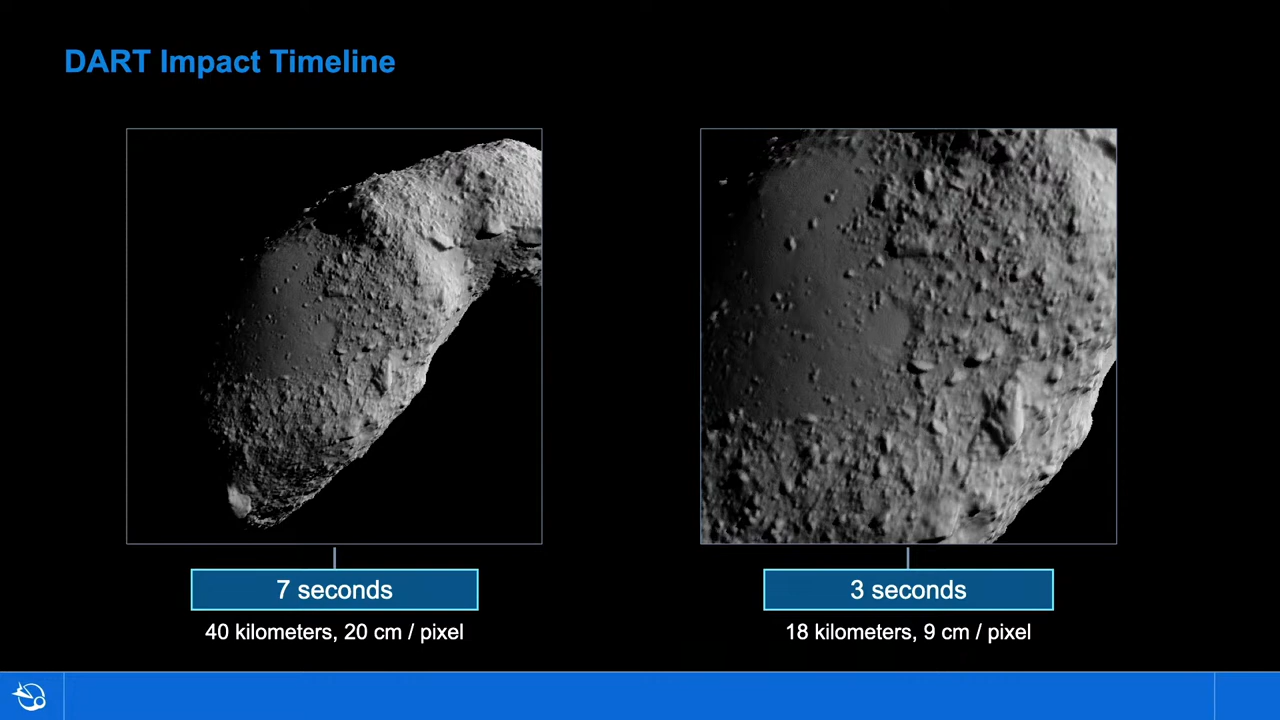 DART Impact Timeline
7 seconds
3 seconds
40 kilometers, 20 cm / pixel
18 kilometers, 9 cm / pixel